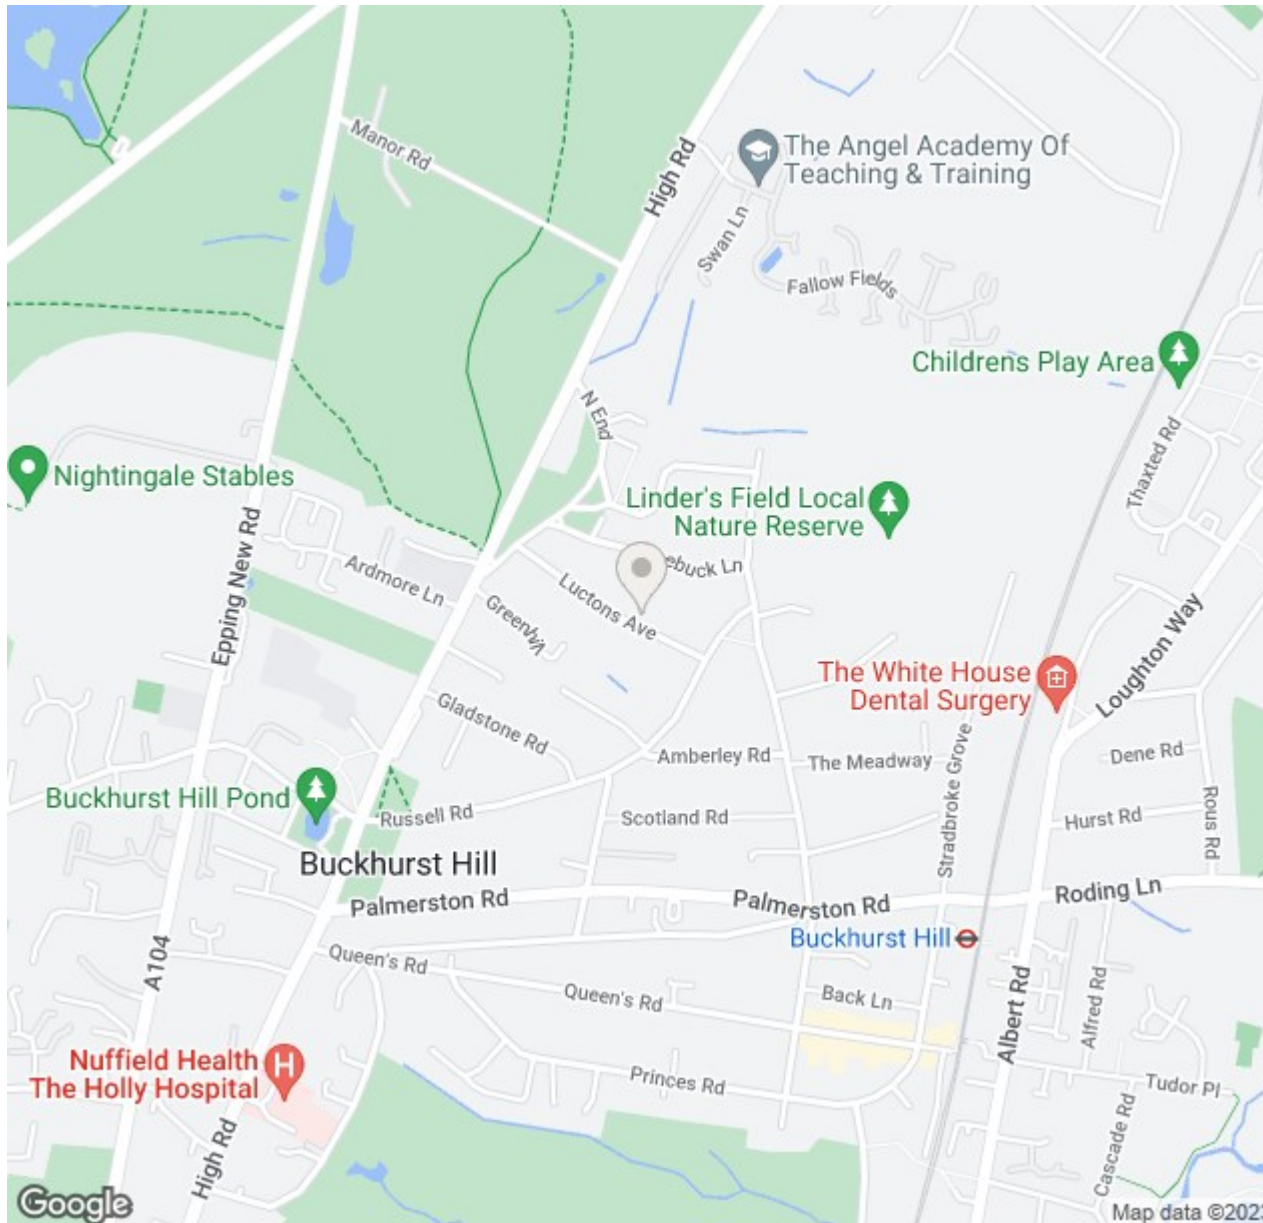 Manor Rd
High Rd
The Angel Academy Of
Teaching & Training
Swan Ln
Fallow Fields
Childrens Play Area
N End
Thaxted Rd
Nightingale Stables
Linder's Field Local
Nature Reserve
Epping New Rd
Ardmore Ln
ebuck Ln
Luctons Ave
Loughton Way
The White House
Dental Surgery
Gladstone Rd
Stradbroke Grove
Amberley Rd
The Meadway
Dene Rd
Buckhurst Hill Pond
Russell Rd
Scotland Rd
Hurst Rd
Rous Rd
Buckhurst Hill
Palmerston Rd
Palmerston Rd
Roding Ln
Buckhurst Hill
A104
Queen's Rd
Queen's Rd
Back Ln
Albert Rd
Alfred Rd
Nuffield Health
The Holly Hospital
Princes Rd
Tudor Pl
High Rd
Cascade Rd
Google
Map data ©2023